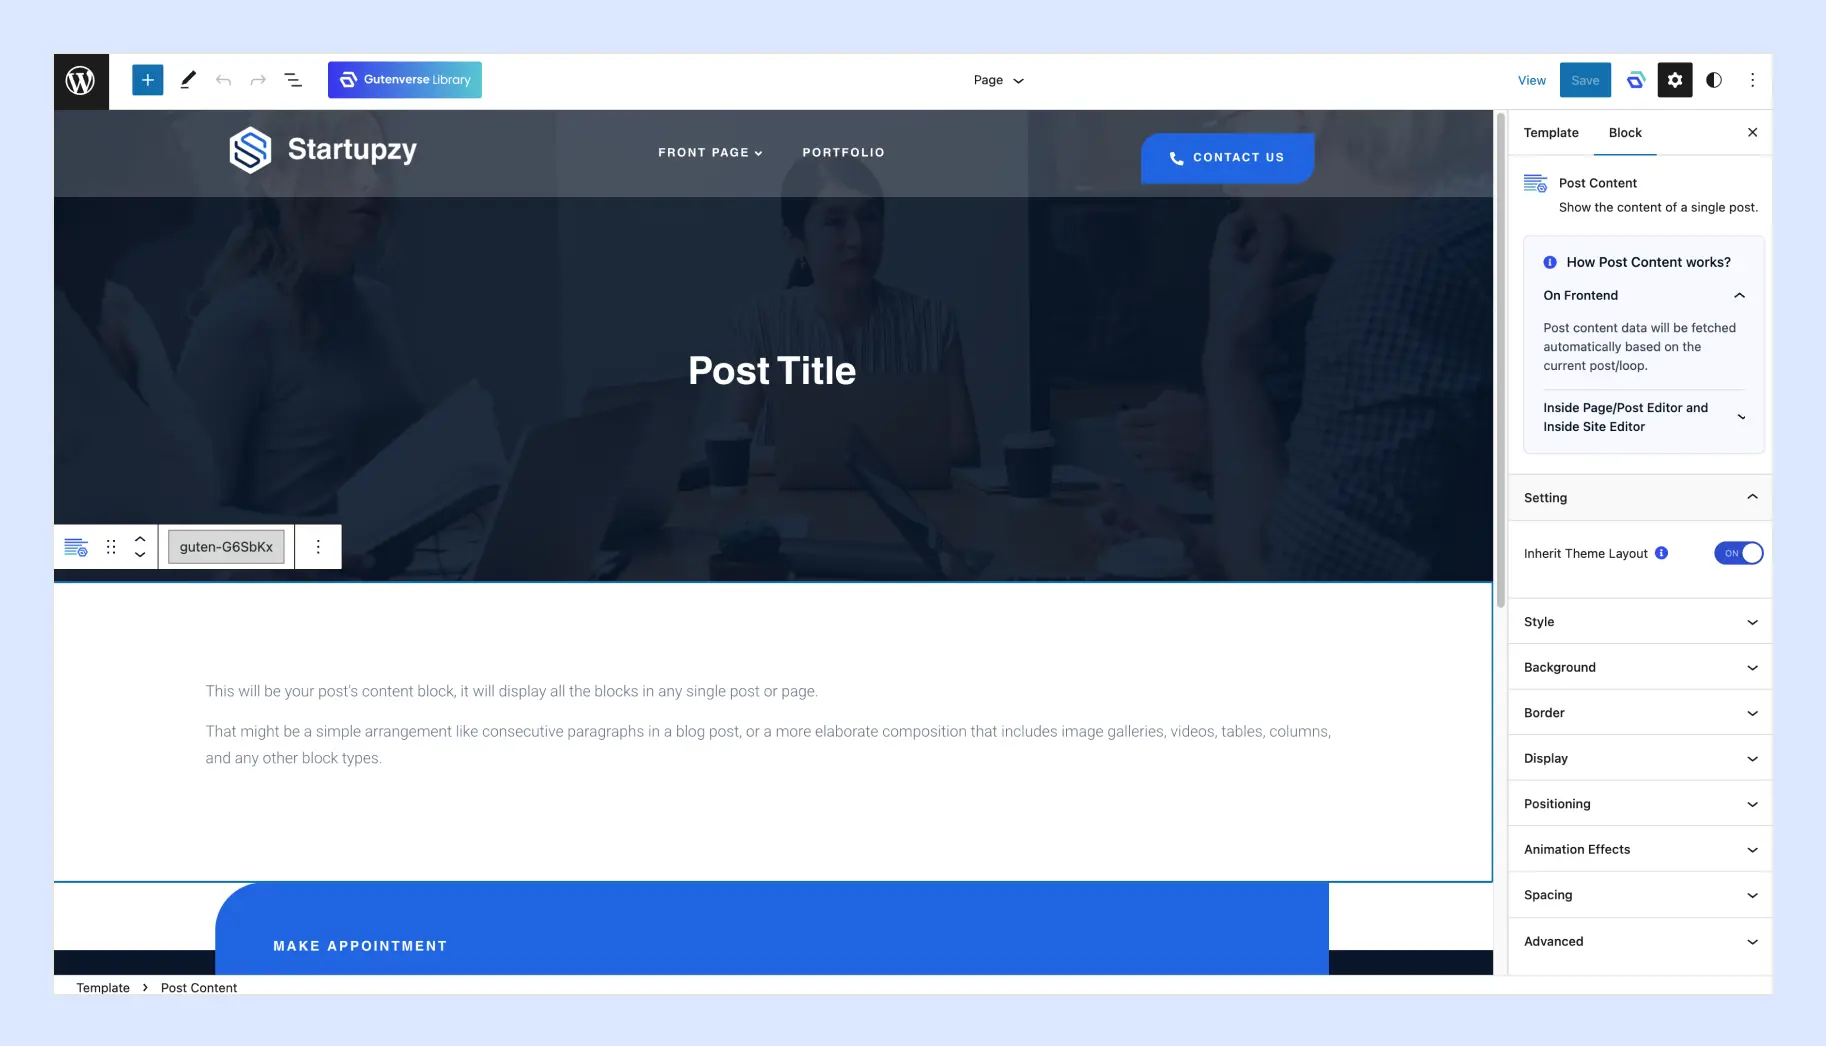 Gutenverse Library
Page
View
Save
Startupzy
FRONT PAGE
PORTFOLIO
CONTACT US
Post Title
guten-G6SbKx
This will be your post's content block, it will display all the blocks in any single post or page.
That might be a simple arrangement like consecutive paragraphs in a blog post, or a more elaborate composition that includes image galleries, videos, tables, columns,
and any other block types.
MAKE APPOINTMENT
Template
Post Content
Template
Block
Post Content
Show the content of a single post.
How Post Content works?
On Frontend
Post content data will be fetched
automatically based on the
current post/loop.
Inside Page/Post Editor and
Inside Site Editor
Setting
Inherit Theme Layout
ON
Style
Background
Border
Display
Positioning
Animation Effects
Spacing
Advanced